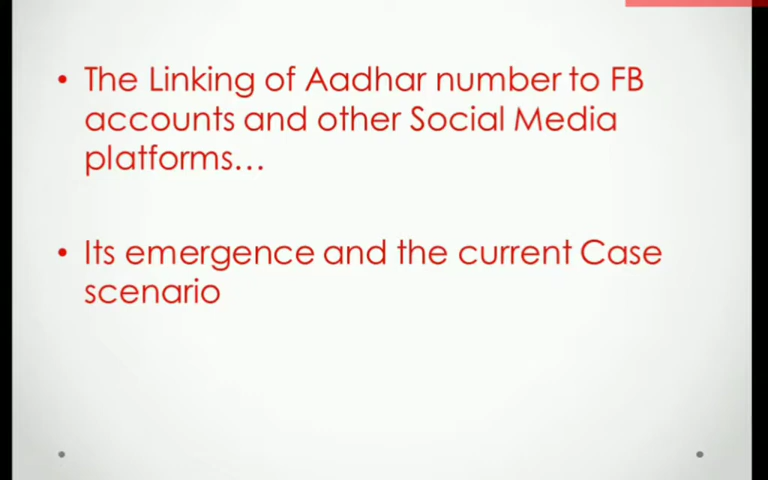 • The Linking of Aadhar number to FB
accounts and other Social Media
platforms...
• Its emergence and the current Case
scenario